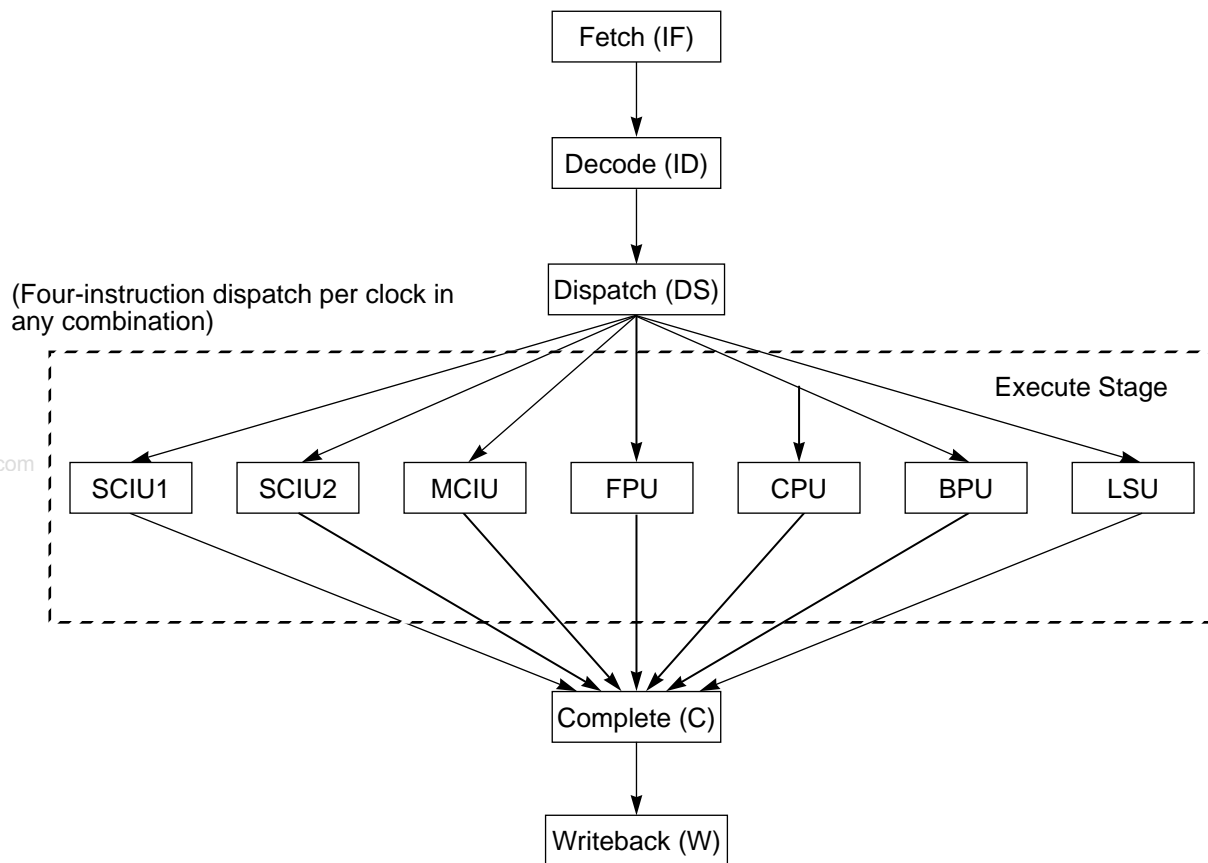 Fetch (IF)
Decode (ID)
Dispatch (DS)
(Four-instruction dispatch per clock in
any combination)
Execute Stage
com
SCIU1
SCIU2
MCIU
FPU
CPU
BPU
LSU
Complete (C)
Writeback (W)